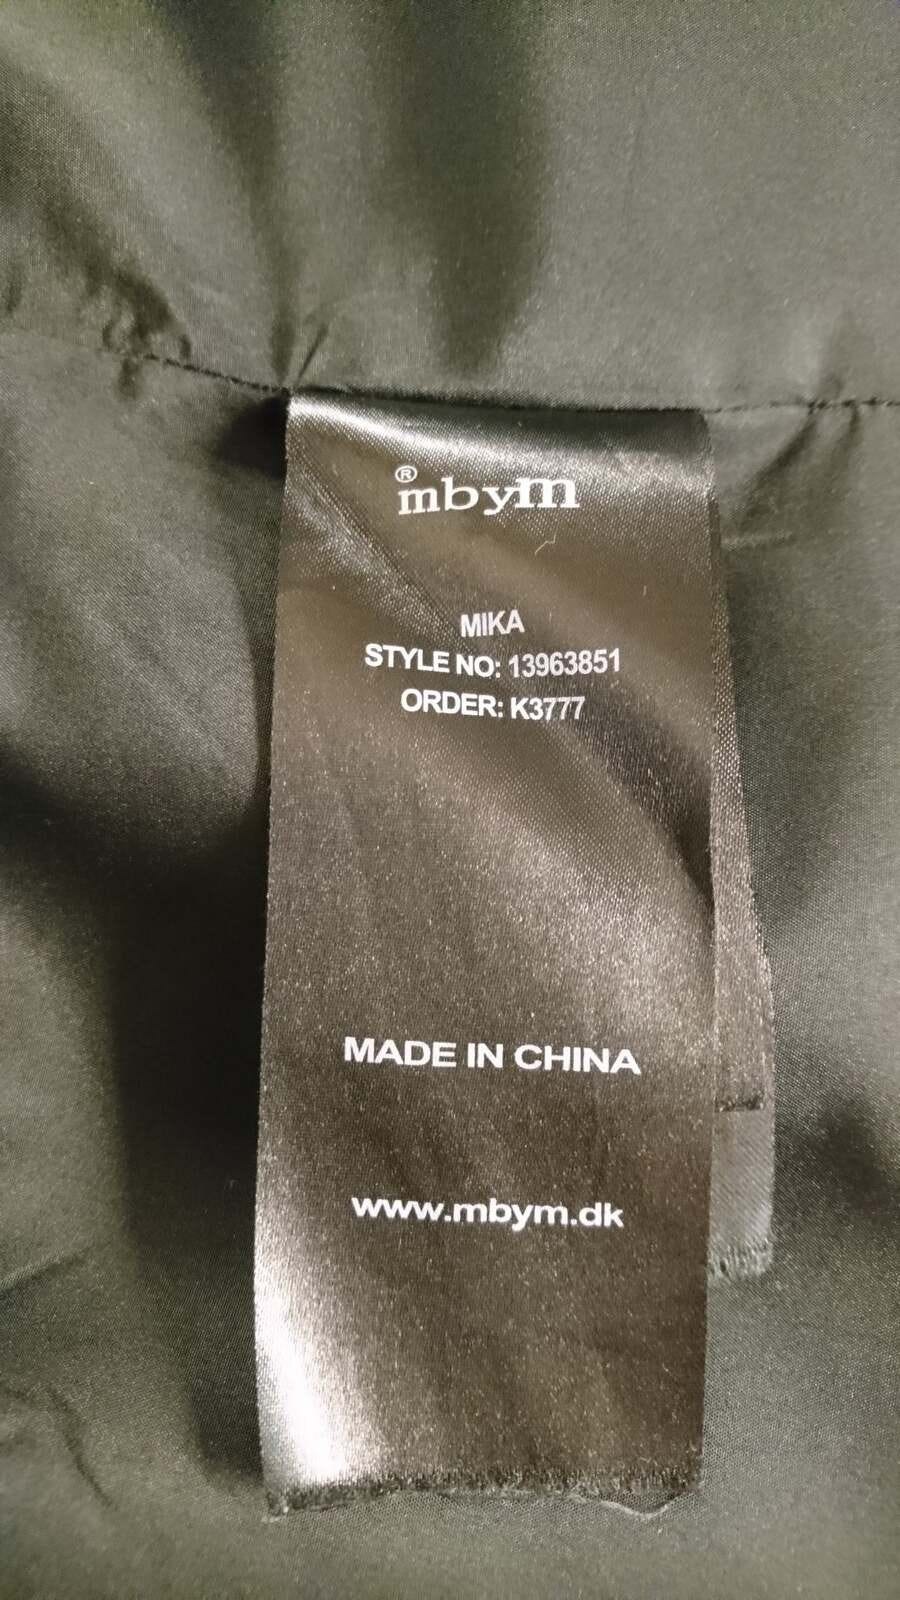 ® mbym
MIKA
STYLE NO: 13963851
ORDER: K3777
MADE IN CHINA
www.mbym.dk